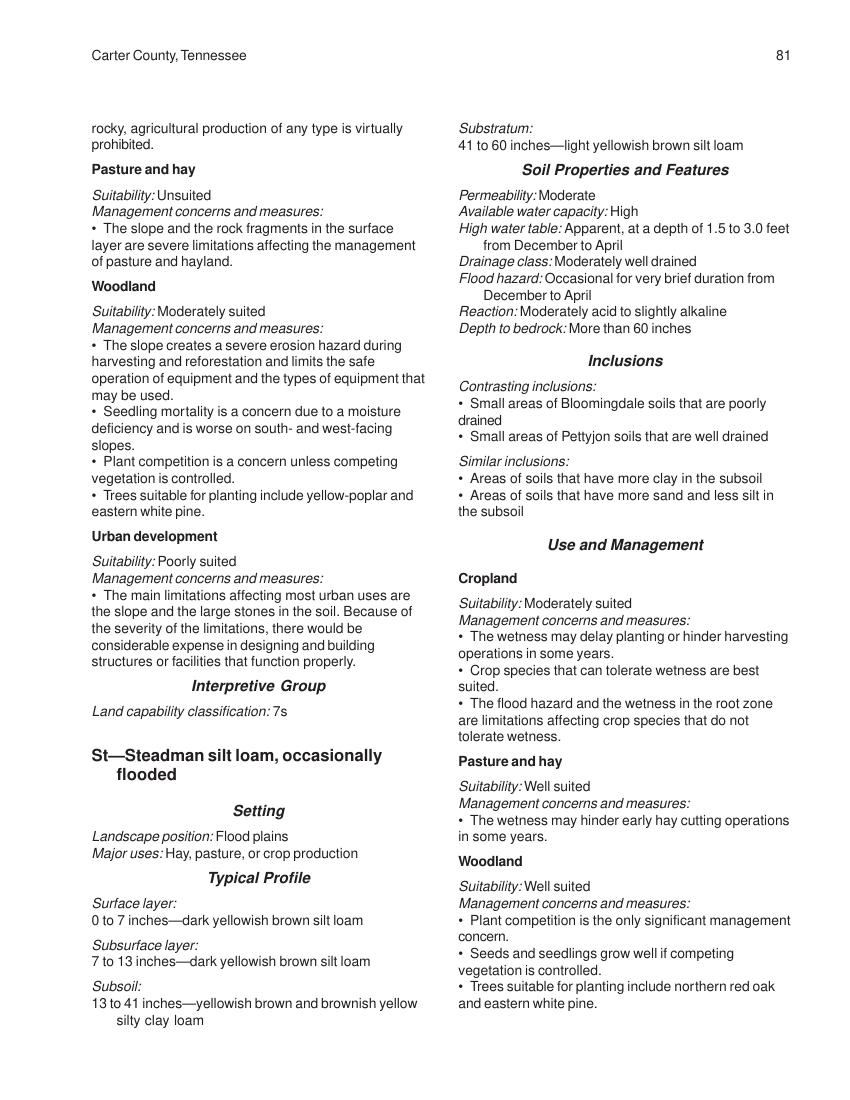 Carter County, Tennessee
81
rocky, agricultural production of any type is virtually
prohibited.
Pasture and hay
Suitability: Unsuited
Management concerns and measures:
• The slope and the rock fragments in the surface
layer are severe limitations affecting the management
of pasture and hayland.
Woodland
Suitability: Moderately suited
Management concerns and measures:
• The slope creates a severe erosion hazard during
harvesting and reforestation and limits the safe
operation of equipment and the types of equipment that
may be used.
• Seedling mortality is a concern due to a moisture
deficiency and is worse on south- and west-facing
slopes.
• Plant competition is a concern unless competing
vegetation is controlled.
• Trees suitable for planting include yellow-poplar and
eastern white pine.
Urban development
Suitability: Poorly suited
Management concerns and measures:
• The main limitations affecting most urban uses are
the slope and the large stones in the soil. Because of
the severity of the limitations, there would be
considerable expense in designing and building
structures or facilities that function properly.
Interpretive Group
Land capability classification: 7s
St—Steadman silt loam, occasionally
flooded
Setting
Landscape position: Flood plains
Major uses: Hay, pasture, or crop production
Typical Profile
Surface layer:
0 to 7 inches—dark yellowish brown silt loam
Subsurface layer:
7 to 13 inches—dark yellowish brown silt loam
Subsoil:
13 to 41 inches—yellowish brown and brownish yellow
silty clay loam
Substratum:
41 to 60 inches—light yellowish brown silt loam
Soil Properties and Features
Permeability: Moderate
Available water capacity: High
High water table: Apparent, at a depth of 1.5 to 3.0 feet
from December to April
Drainage class: Moderately well drained
Flood hazard: Occasional for very brief duration from
December to April
Reaction: Moderately acid to slightly alkaline
Depth to bedrock: More than 60 inches
Inclusions
Contrasting inclusions:
• Small areas of Bloomingdale soils that are poorly
drained
• Small areas of Pettyjon soils that are well drained
Similar inclusions:
• Areas of soils that have more clay in the subsoil
• Areas of soils that have more sand and less silt in
the subsoil
Use and Management
Cropland
Suitability: Moderately suited
Management concerns and measures:
• The wetness may delay planting or hinder harvesting
operations in some years.
• Crop species that can tolerate wetness are best
suited.
• The flood hazard and the wetness in the root zone
are limitations affecting crop species that do not
tolerate wetness.
Pasture and hay
Suitability: Well suited
Management concerns and measures:
• The wetness may hinder early hay cutting operations
in some years.
Woodland
Suitability: Well suited
Management concerns and measures:
• Plant competition is the only significant management
concern.
• Seeds and seedlings grow well if competing
vegetation is controlled.
• Trees suitable for planting include northern red oak
and eastern white pine.